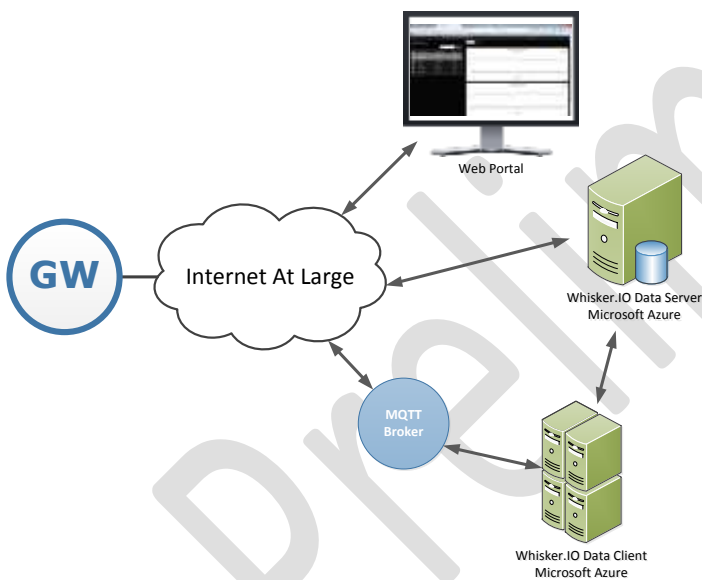 Web Portal
GW
Internet At Large
Whisker.IO Data Server
Microsoft Azure
MQTT
Broker
Whisker.IO Data Client
Microsoft Azure
Prelim